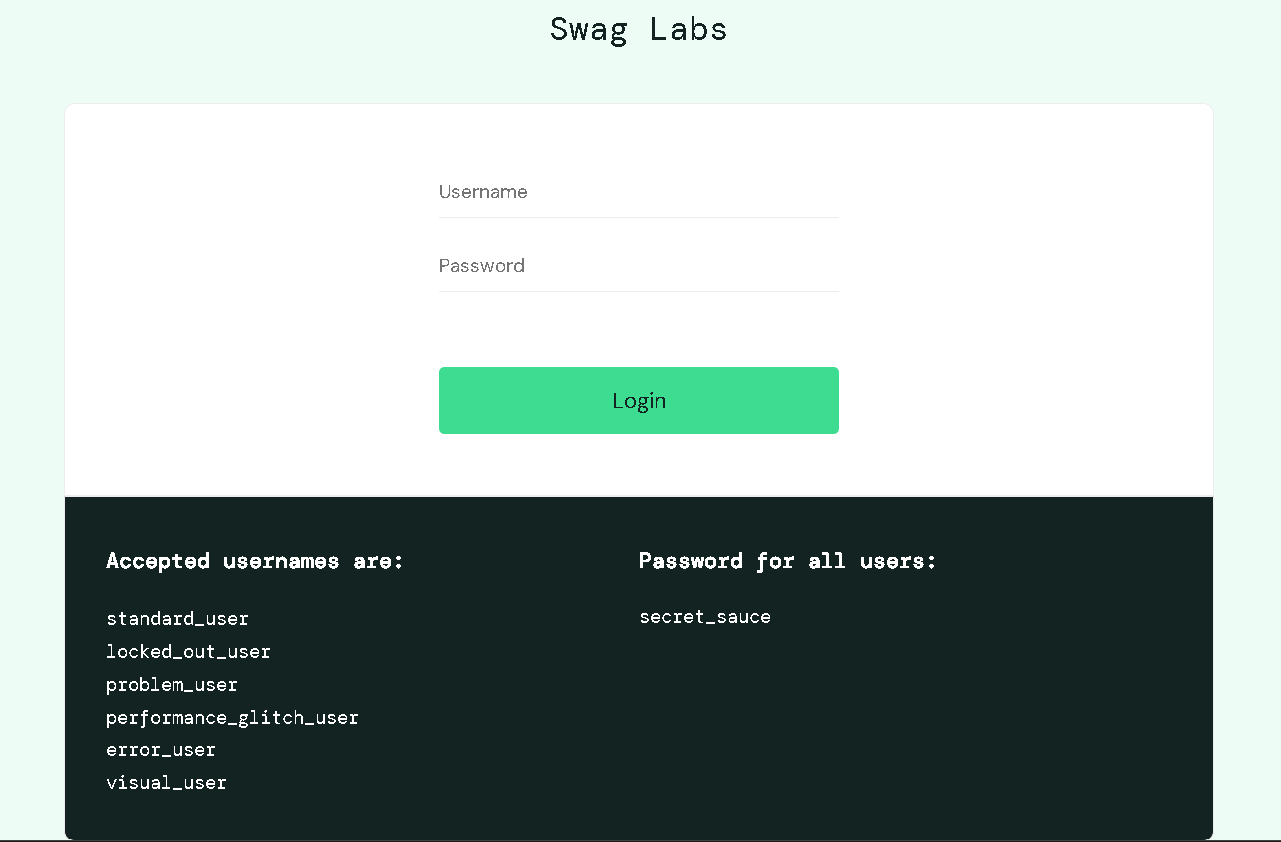 Swag Labs
Username
Password
Login
Accepted usernames are:
standard_user
locked_out_user
problem_user
performance_glitch_user
error_user
visual_user
Password for all users:
secret_sauce